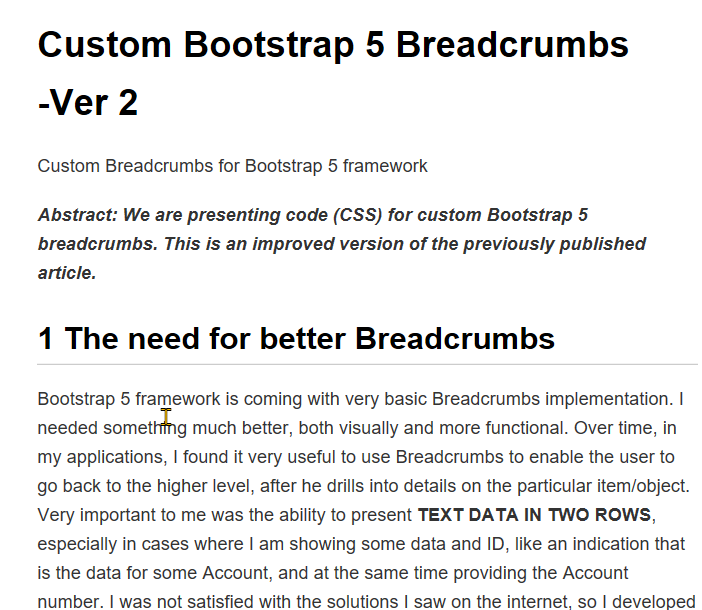 Custom Bootstrap 5 Breadcrumbs
-Ver 2
Custom Breadcrumbs for Bootstrap 5 framework
Abstract: We are presenting code (CSS) for custom Bootstrap 5
breadcrumbs. This is an improved version of the previously published
article.
1 The need for better Breadcrumbs
Bootstrap 5 framework is coming with very basic Breadcrumbs implementation. I
needed something much better, both visually and more functional. Over time, in
my applications, I found it very useful to use Breadcrumbs to enable the user to
go back to the higher level, after he drills into details on the particular item/object.
Very important to me was the ability to present TEXT DATA IN TWO ROWS,
especially in cases where I am showing some data and ID, like an indication that
is the data for some Account, and at the same time providing the Account
number. I was not satisfied with the solutions I saw on the internet, so I developed